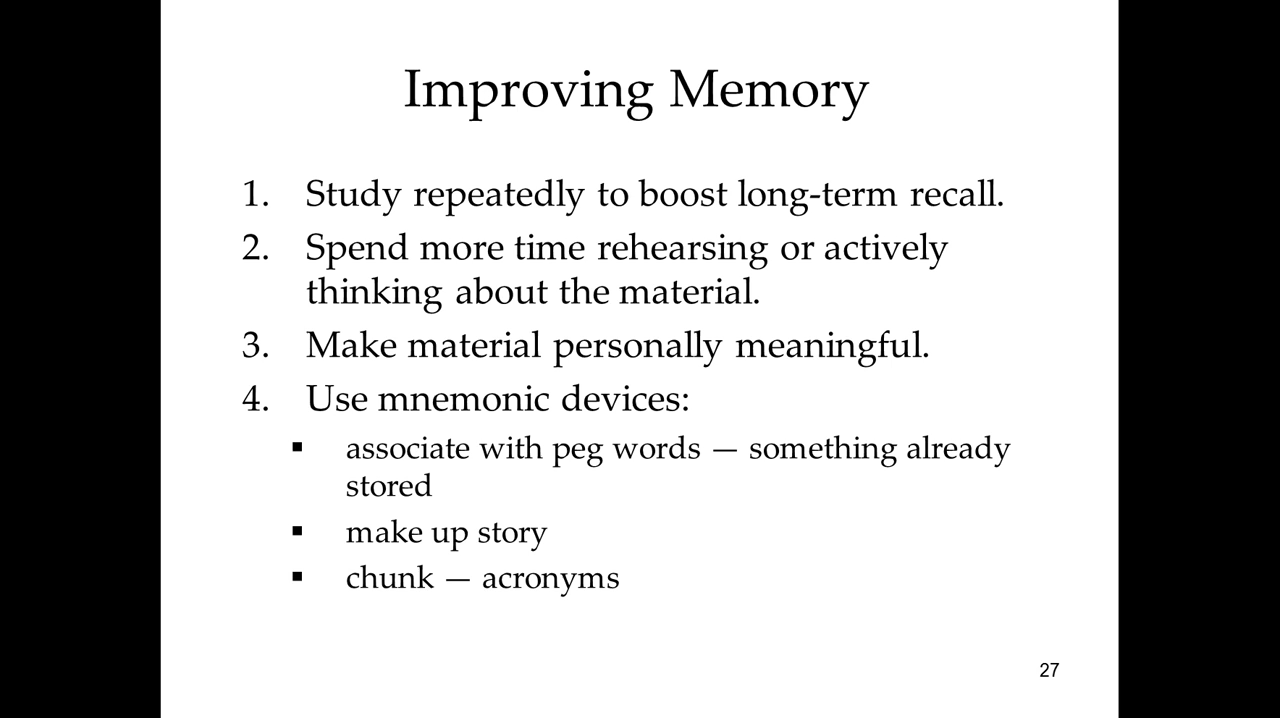 Improving Memory
1. Study repeatedly to boost long-term recall.
2. Spend more time rehearsing or actively
thinking about the material.
3. Make material personally meaningful.
4. Use mnemonic devices:
▪ associate with peg words — something already
stored
▪ make up story
▪ chunk — acronyms
27